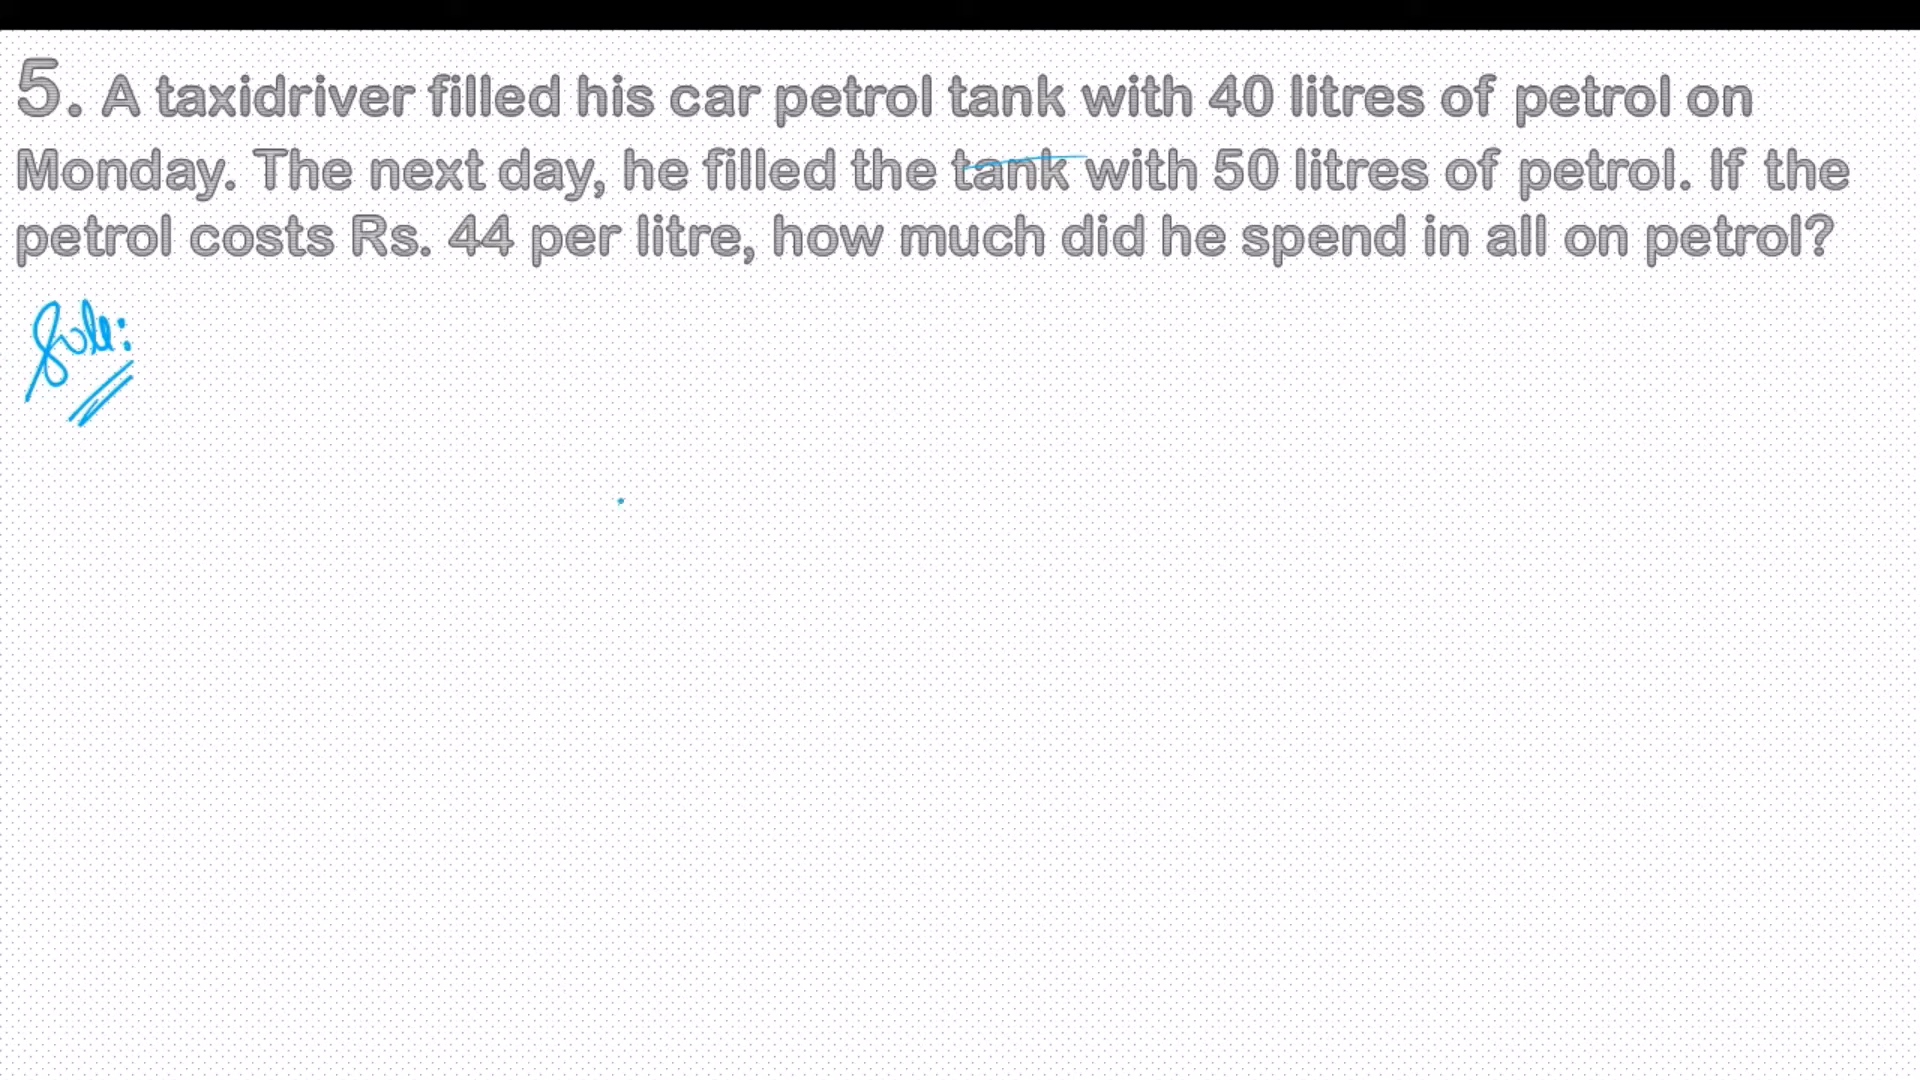 5. A taxidriver filled his car petrol tank with 40 litres of petrol on
Monday. The next day, he filled the tank with 50 litres of petrol. If the
petrol costs Rs. 44 per litre, how much did he spend in all on petrol?
Soln: